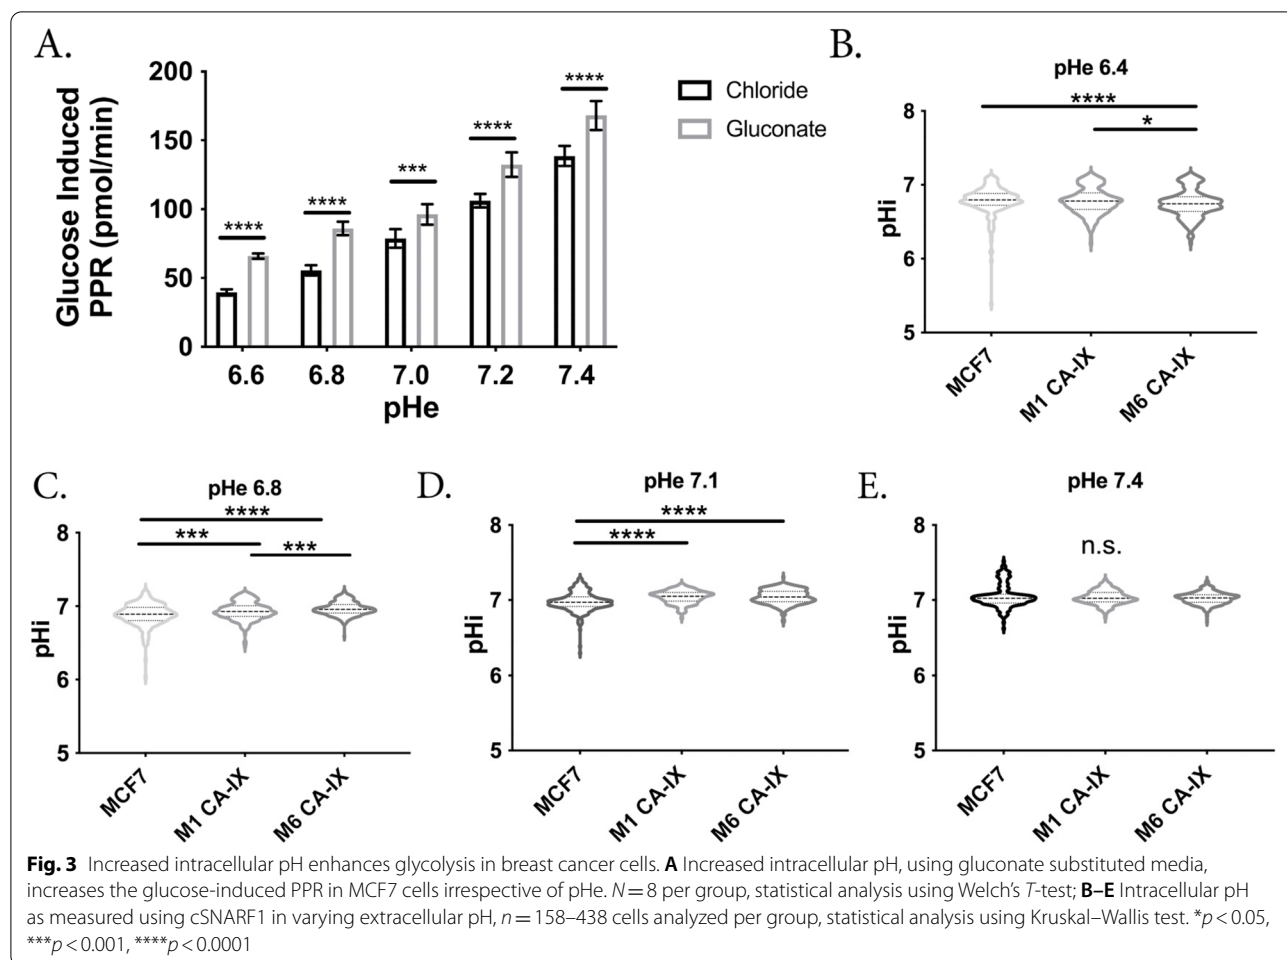 A.
200
150
100
50
0
Glucose Induced
PPR (pmol/min)
****
****
***
****
****
6.6 6.8 7.0 7.2 7.4
pHe
Chloride
Gluconate
B.
pHe 6.4
****
*
8
7
6
5
pHi
MCF7
M1 CA-IX
M6 CA-IX
C.
pHe 6.8
****
***
***
8
7
6
5
pHi
MCF7
M1 CA-IX
M6 CA-IX
D.
pHe 7.1
****
****
8
7
6
5
pHi
MCF7
M1 CA-IX
M6 CA-IX
E.
pHe 7.4
n.s.
8
7
6
5
pHi
MCF7
M1 CA-IX
M6 CA-IX
Fig. 3 Increased intracellular pH enhances glycolysis in breast cancer cells. A Increased intracellular pH, using gluconate substituted media,
increases the glucose-induced PPR in MCF7 cells irrespective of pHe. N = 8 per group, statistical analysis using Welch's T-test; B–E Intracellular pH
as measured using cSNARF1 in varying extracellular pH, n = 158–438 cells analyzed per group, statistical analysis using Kruskal–Wallis test. *p < 0.05,
***p < 0.001, ****p < 0.0001